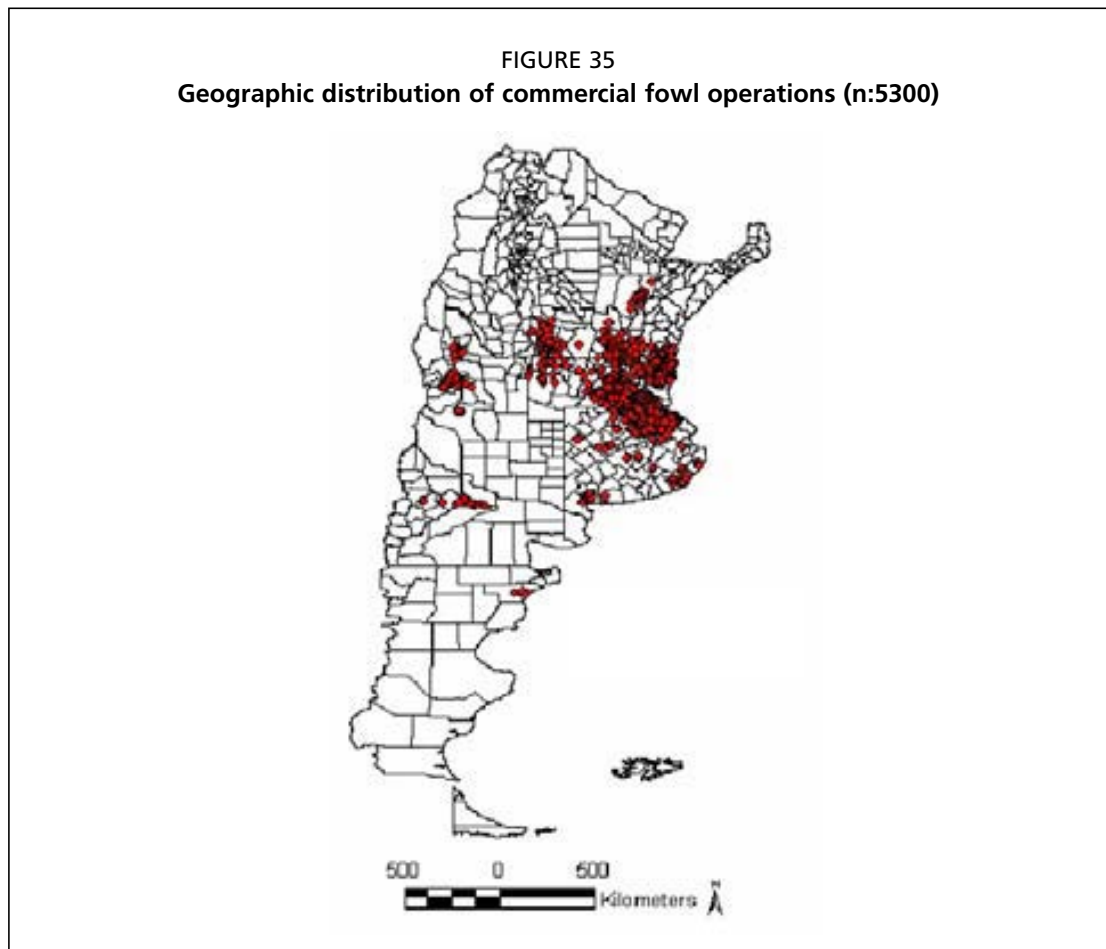 FIGURE 35
Geographic distribution of commercial fowl operations (n:5300)
500 0 500
Kilometers N